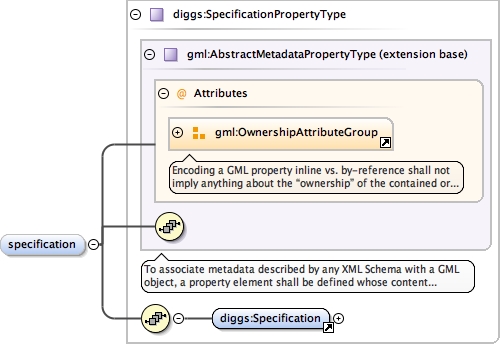 diggs:SpecificationPropertyType
gml:AbstractMetadataPropertyType (extension base)
@ Attributes
gml:OwnershipAttributeGroup
Encoding a GML property inline vs. by-reference shall not
imply anything about the “ownership” of the contained or...
specification
To associate metadata described by any XML Schema with a GML
object, a property element shall be defined whose content...
diggs:Specification